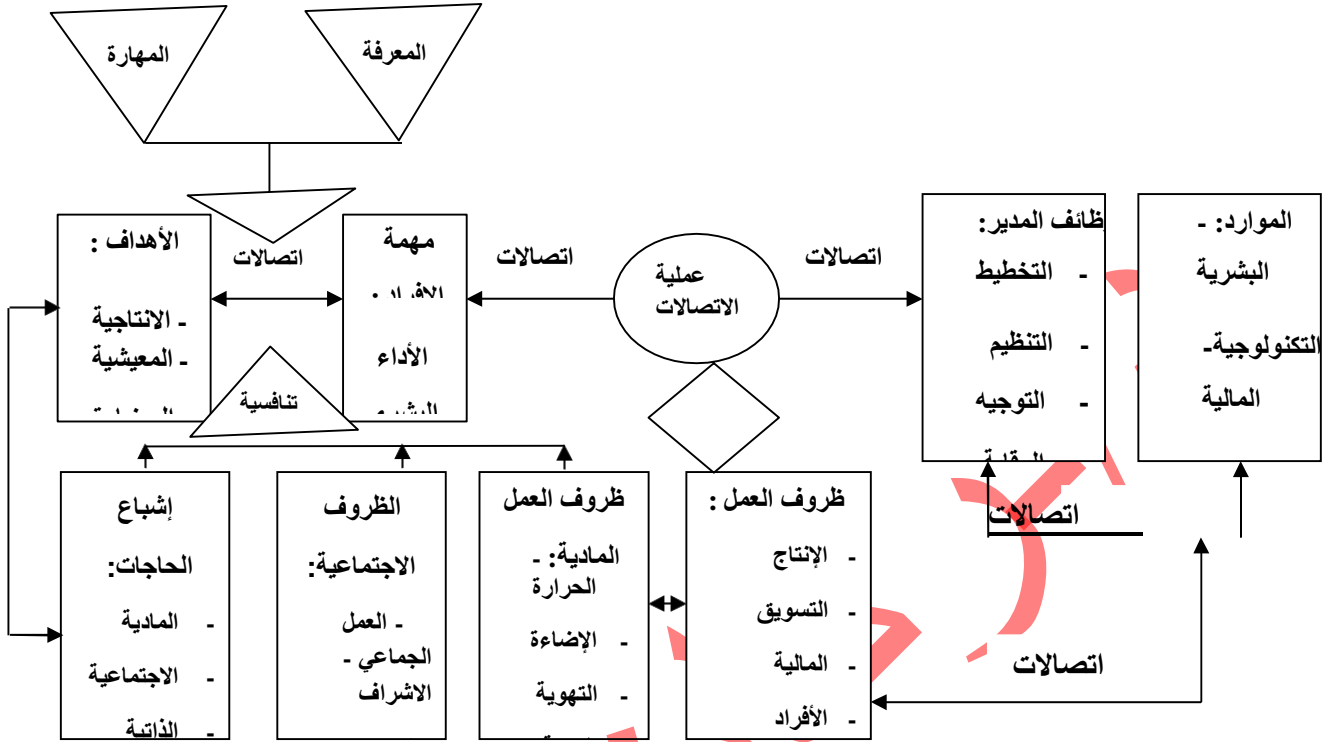 المعرفة
المهارة
الموارد: -
البشرية
التكنولوجية-
المالية
ظائف المدير:
- التخطيط
- التنظيم
- التوجيه
اتصالات
عملية
الاتصالات
اتصالات
مهمة
الأداء
اتصالات
الأهداف :
- الانتاجية
- المعيشية
تنافسية
اتصالات
اتصالات
ظروف العمل :
- الإنتاج
- التسويق
- المالية
- الأفراد
ظروف العمل
المادية: -
الحرارة
- الإضاءة
- التهوية
الظروف
الاجتماعية:
- العمل
الجماعي -
الاشراف
إشباع
الحاجات:
- المادية
- الاجتماعية
- الذاتية